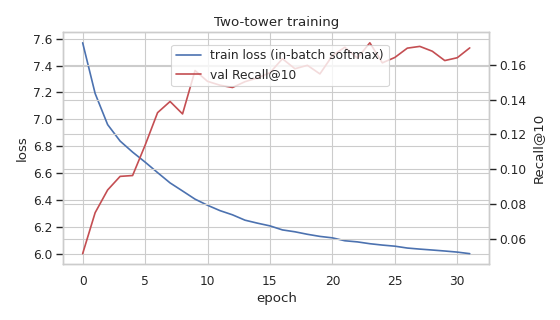 Two-tower training
train loss (in-batch softmax)
val Recall@10
7.6
7.4
7.2
7.0
6.8
6.6
6.4
6.2
6.0
loss
0.16
0.14
0.12
0.10
0.08
0.06
Recall@10
0 5 10 15 20 25 30
epoch